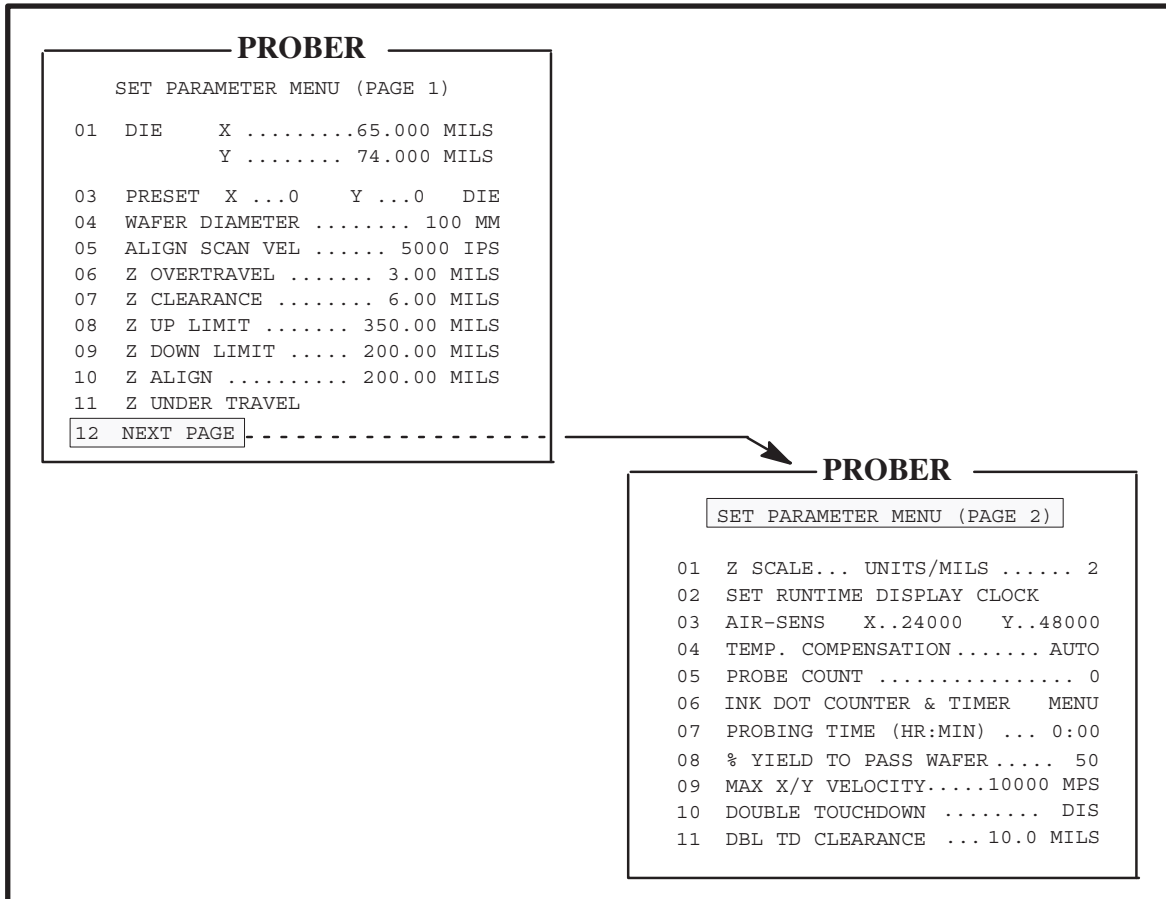 PROBER
SET PARAMETER MENU (PAGE 1)
01 DIE X .........65.000 MILS
Y ........ 74.000 MILS
03 PRESET X ...0 Y ...0 DIE
04 WAFER DIAMETER ........ 100 MM
05 ALIGN SCAN VEL ...... 5000 IPS
06 Z OVERTRAVEL ....... 3.00 MILS
07 Z CLEARANCE ........ 6.00 MILS
08 Z UP LIMIT ....... 350.00 MILS
09 Z DOWN LIMIT ..... 200.00 MILS
10 Z ALIGN .......... 200.00 MILS
11 Z UNDER TRAVEL
12 NEXT PAGE
PROBER
SET PARAMETER MENU (PAGE 2)
01 Z SCALE... UNITS/MILS ...... 2
02 SET RUNTIME DISPLAY CLOCK
03 AIR-SENS X..24000 Y..48000
04 TEMP. COMPENSATION....... AUTO
05 PROBE COUNT ................ 0
06 INK DOT COUNTER & TIMER MENU
07 PROBING TIME (HR:MIN) ... 0:00
08 % YIELD TO PASS WAFER..... 50
09 MAX X/Y VELOCITY.....10000 MPS
10 DOUBLE TOUCHDOWN ........ DIS
11 DBL TD CLEARANCE ...10.0 MILS